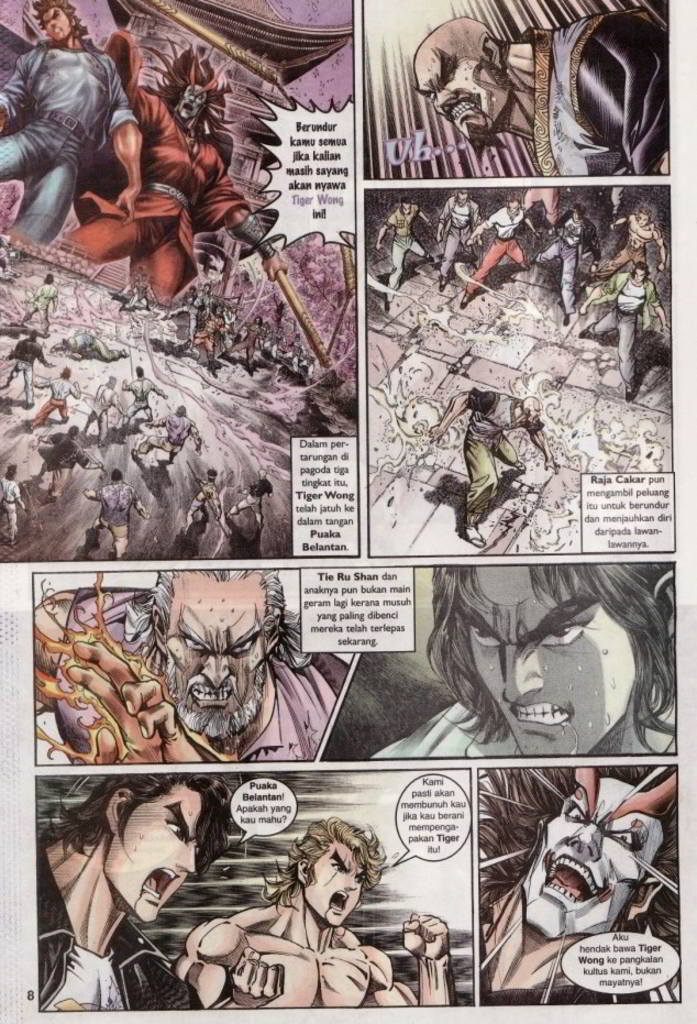 Berundur
kamu semua
jika kalian
masih sayang
akan nyawa
Tiger Wong
ini!
Uh...
Dalam per-
tarungan di
pagoda tiga
tingkat itu,
Tiger Wong
telah jatuh ke
dalam tangan
Puaka
Belantan.
Raja Cakar pun
mengambil peluang
itu untuk berundur
dan menjauhkan diri
daripada lawan-
lawannya.
Tie Ru Shan dan
anaknya pun bukan main
geram lagi kerana musuh
yang paling dibenci
mereka telah terlepas
sekarang.
Puaka
Belantan!
Apakah yang
kau mahu?
Kami
pasti akan
membunuh kau
jika kau berani
mempenga-
pakan Tiger
itu!
Aku
hendak bawa Tiger
Wong ke pangkalan
kultus kami, bukan
mayatnya!
8